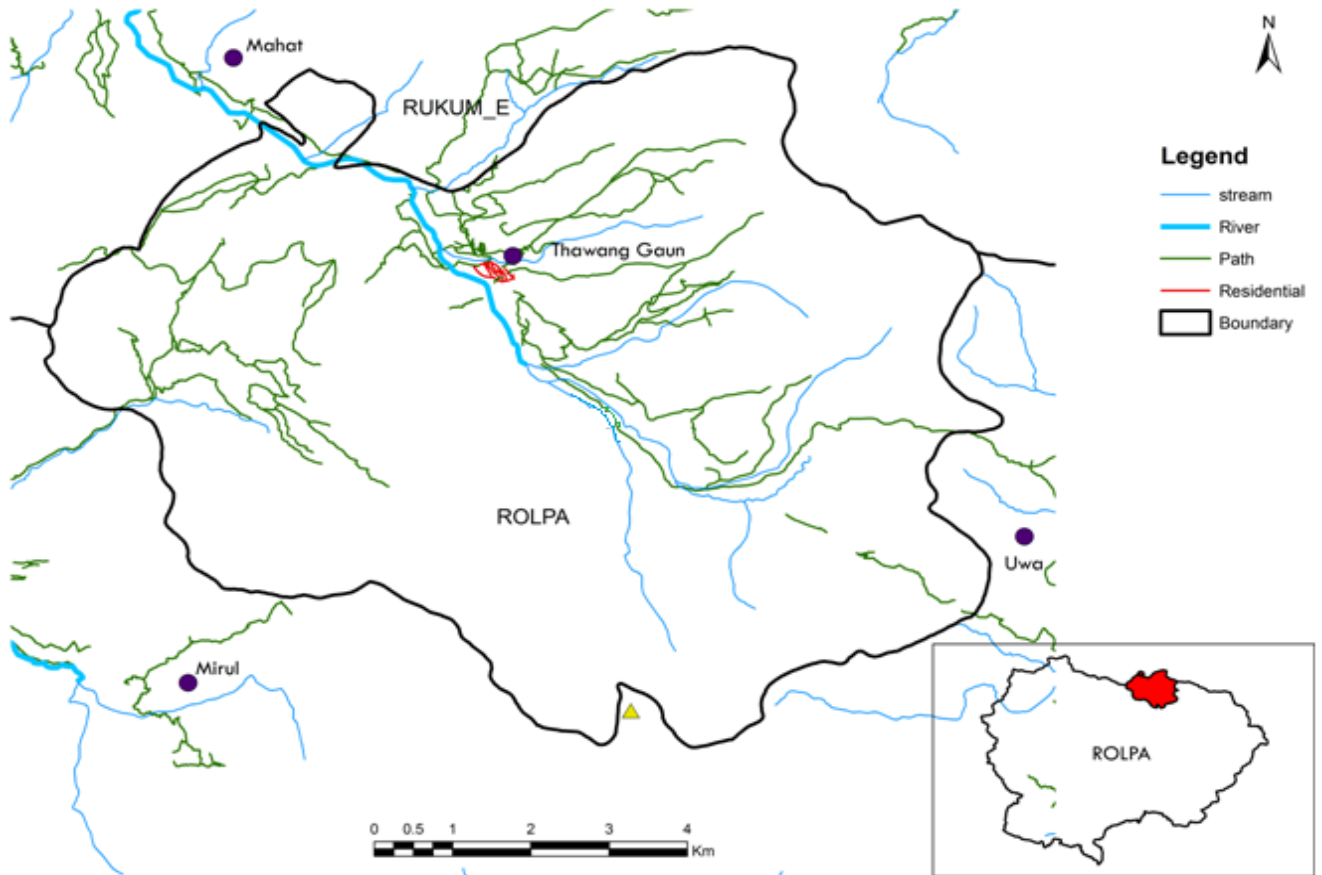 N
Mahat
RUKUM_E
Legend
stream
River
Thawang Gaun
Path
Residential
Boundary
ROLPA
Uwa
Mirul
ROLPA
0 0.5 1 2 3 4
Km